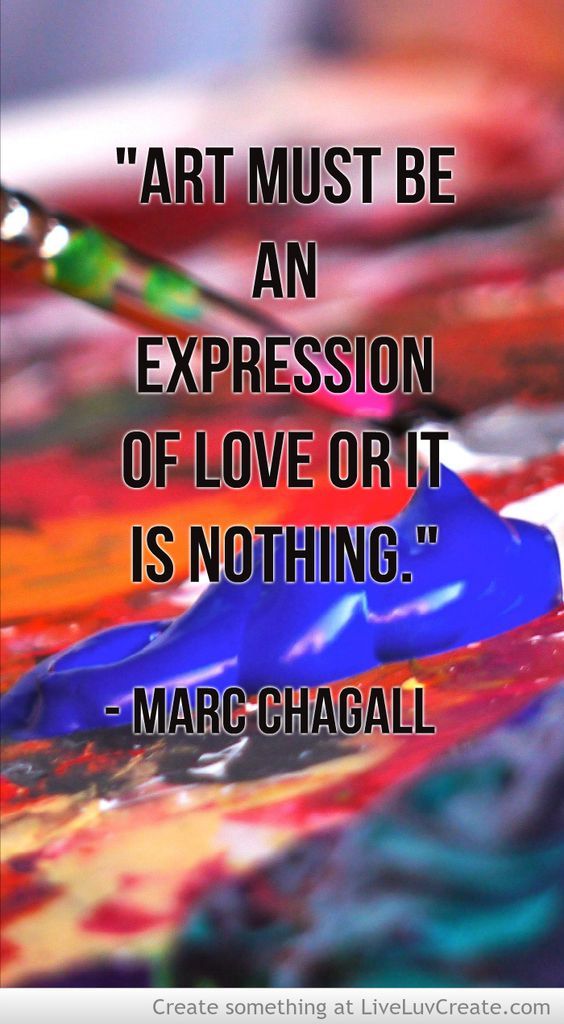 "ART MUST BE
AN
EXPRESSION
OF LOVE OR IT
IS NOTHING."
- MARC CHAGALL
Create something at LiveLuvCreate.com